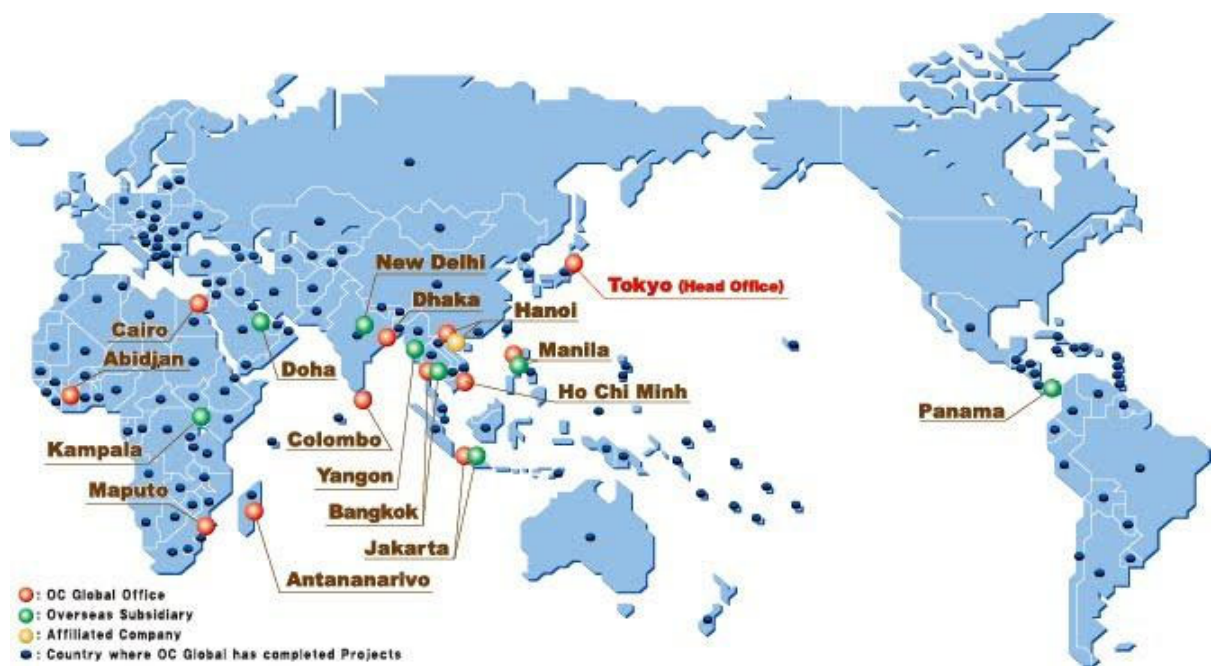 New Delhi
Tokyo (Head Office)
Dhaka
Hanoi
Cairo
Manila
Abidjan
Doha
Ho Chi Minh
Panama
Colombo
Kampala
Yangon
Maputo
Bangkok
Jakarta
Antananarivo
: OC Global Office
: Overseas Subsidiary
: Affiliated Company
: Country where OC Global has completed Projects